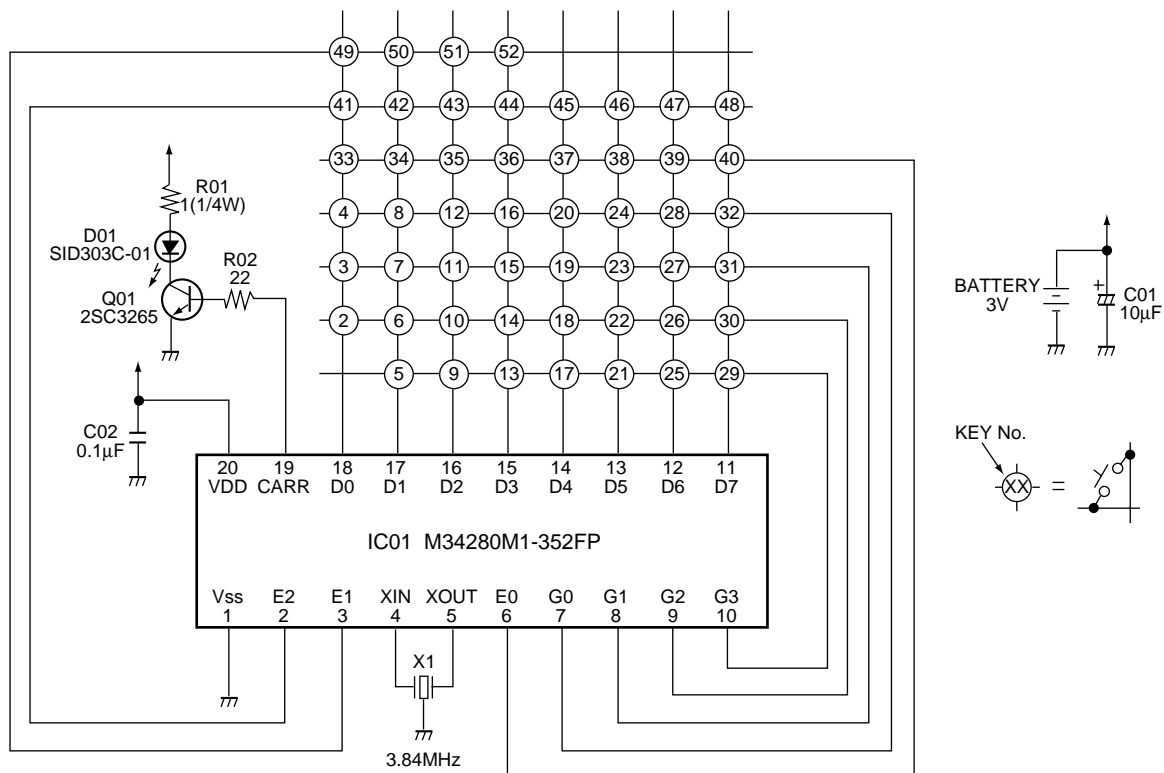 49 50 51 52
41 42 43 44 45 46 47 48
33 34 35 36 37 38 39 40
R01
1(1/4W)
4 8 12 16 20 24 28 32
D01
SID303C-01
R02
22
3 7 11 15 19 23 27 31
Q01
2SC3265
2 6 10 14 18 22 26 30
BATTERY
3V
+
C01
10μF
5 9 13 17 21 25 29
C02
0.1μF
KEY No.
XX =
20 19 18 17 16 15 14 13 12 11
VDD CARR D0 D1 D2 D3 D4 D5 D6 D7
IC01 M34280M1-352FP
Vss E2 E1 XIN XOUT E0 G0 G1 G2 G3
1 2 3 4 5 6 7 8 9 10
X1
3.84MHz